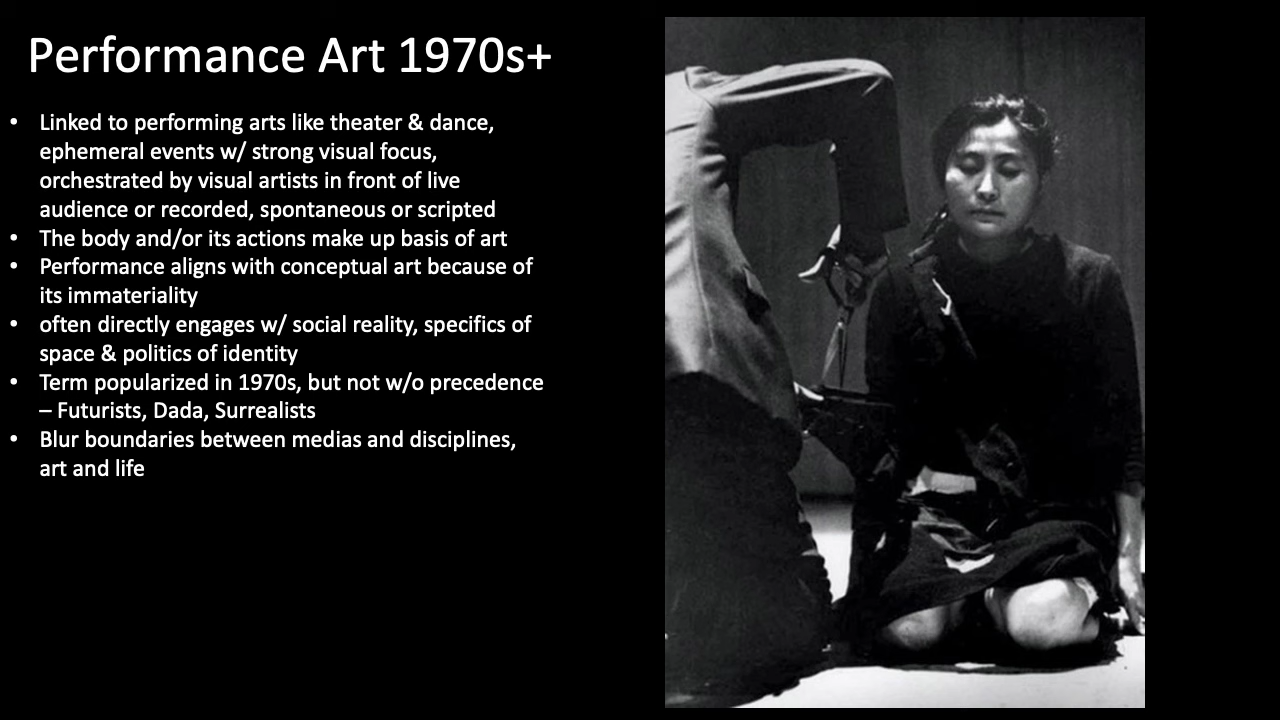 Performance Art 1970s+
• Linked to performing arts like theater & dance,
ephemeral events w/ strong visual focus,
orchestrated by visual artists in front of live
audience or recorded, spontaneous or scripted
• The body and/or its actions make up basis of art
• Performance aligns with conceptual art because of
its immateriality
• often directly engages w/ social reality, specifics of
space & politics of identity
• Term popularized in 1970s, but not w/o precedence
– Futurists, Dada, Surrealists
• Blur boundaries between medias and disciplines,
art and life